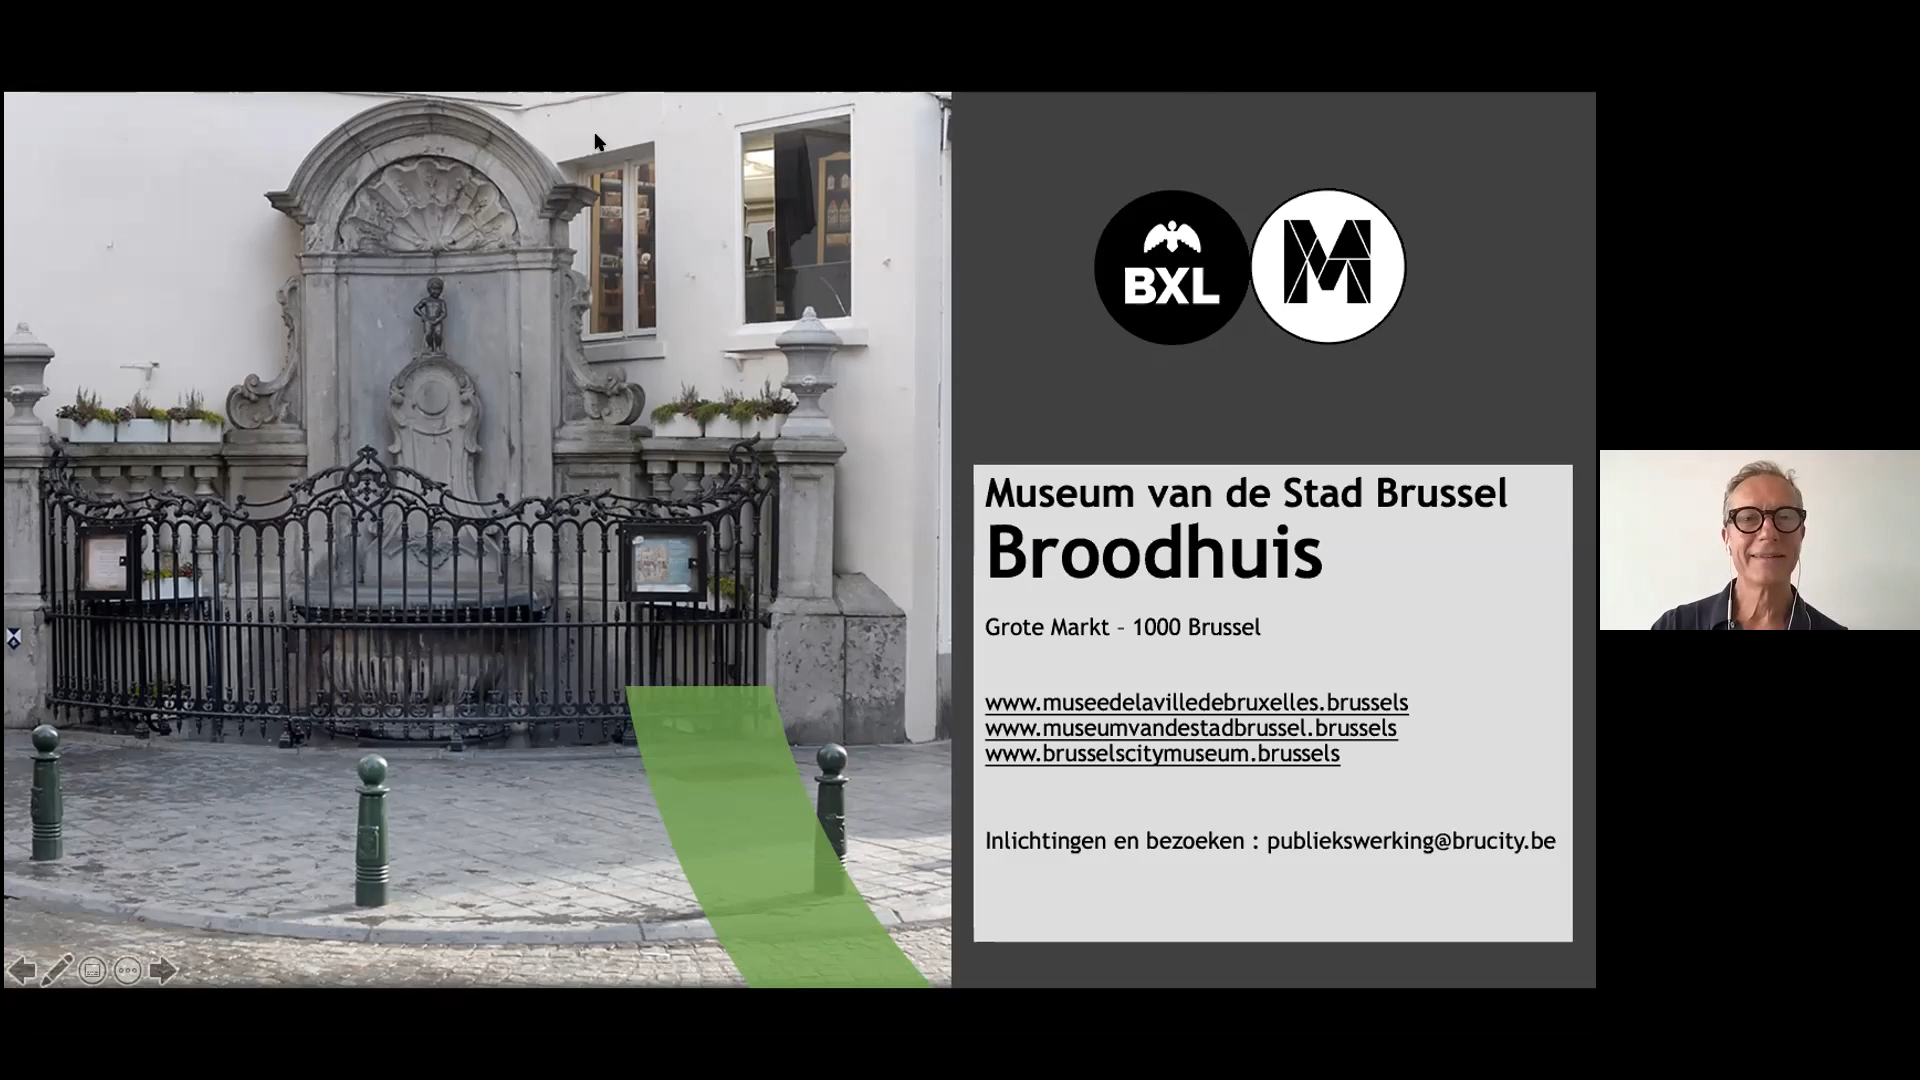 BXL
M
Museum van de Stad Brussel
Broodhuis
Grote Markt – 1000 Brussel
www.museedelavilledebruxelles.brussels
www.museumvandestadbrussel.brussels
www.brusselscitymuseum.brussels
Inlichtingen en bezoeken : publiekswerking@brucity.be